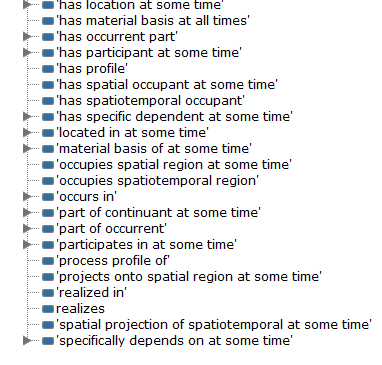 'has location at some time'
'has material basis at all times'
'has occurrent part'
'has participant at some time'
'has profile'
'has spatial occupant at some time'
'has spatiotemporal occupant'
'has specific dependent at some time'
'located in at some time'
'material basis of at some time'
'occupies spatial region at some time'
'occupies spatiotemporal region'
'occurs in'
'part of continuant at some time'
'part of occurrent'
'participates in at some time'
'process profile of'
'projects onto spatial region at some time'
'realized in'
realizes
'spatial projection of spatiotemporal at some time'
'specifically depends on at some time'